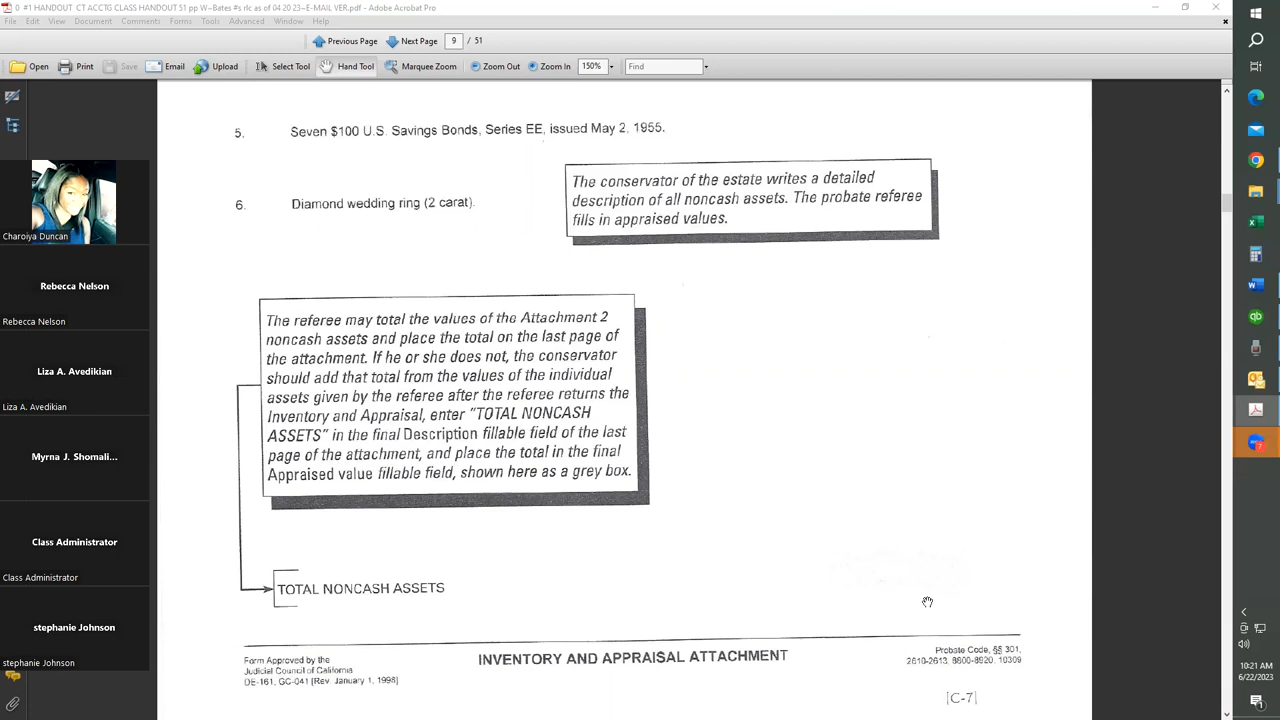 0 #1 HANDOUT CT ACCTG CLASS HANDOUT 51 pp W~Bates #s rlc as of 04 20 23~E-MAIL VER.pdf - Adobe Acrobat Pro
File Edit View Document Comments Forms Tools Advanced Window Help
Previous Page Next Page 9 / 51
Open Print Save Email Upload Select Tool Hand Tool Marquee Zoom Zoom Out Zoom In 150% Find
5. Seven $100 U.S. Savings Bonds, Series EE, issued May 2, 1955.
The conservator of the estate writes a detailed
description of all noncash assets. The probate referee
fills in appraised values.
6. Diamond wedding ring (2 carat).
Charoiya Duncan
Rebecca Nelson
Rebecca Nelson
Liza A. Avedikian
Liza A. Avedikian
Myrna J. Shomali...
Class Administrator
Class Administrator
stephanie Johnson
stephanie Johnson
The referee may total the values of the Attachment 2
noncash assets and place the total on the last page of
the attachment. If he or she does not, the conservator
should add that total from the values of the individual
assets given by the referee after the referee returns the
Inventory and Appraisal, enter “TOTAL NONCASH
ASSETS” in the final Description fillable field of the last
page of the attachment, and place the total in the final
Appraised value fillable field, shown here as a grey box.
TOTAL NONCASH ASSETS
Form Approved by the
Judicial Council of California
DE-161, GC-041 [Rev. January 1, 1998]
INVENTORY AND APPRAISAL ATTACHMENT
Probate Code, §§ 301,
2610-2613, 8800-8920, 10309
[C-7]
10:21 AM
6/22/2023